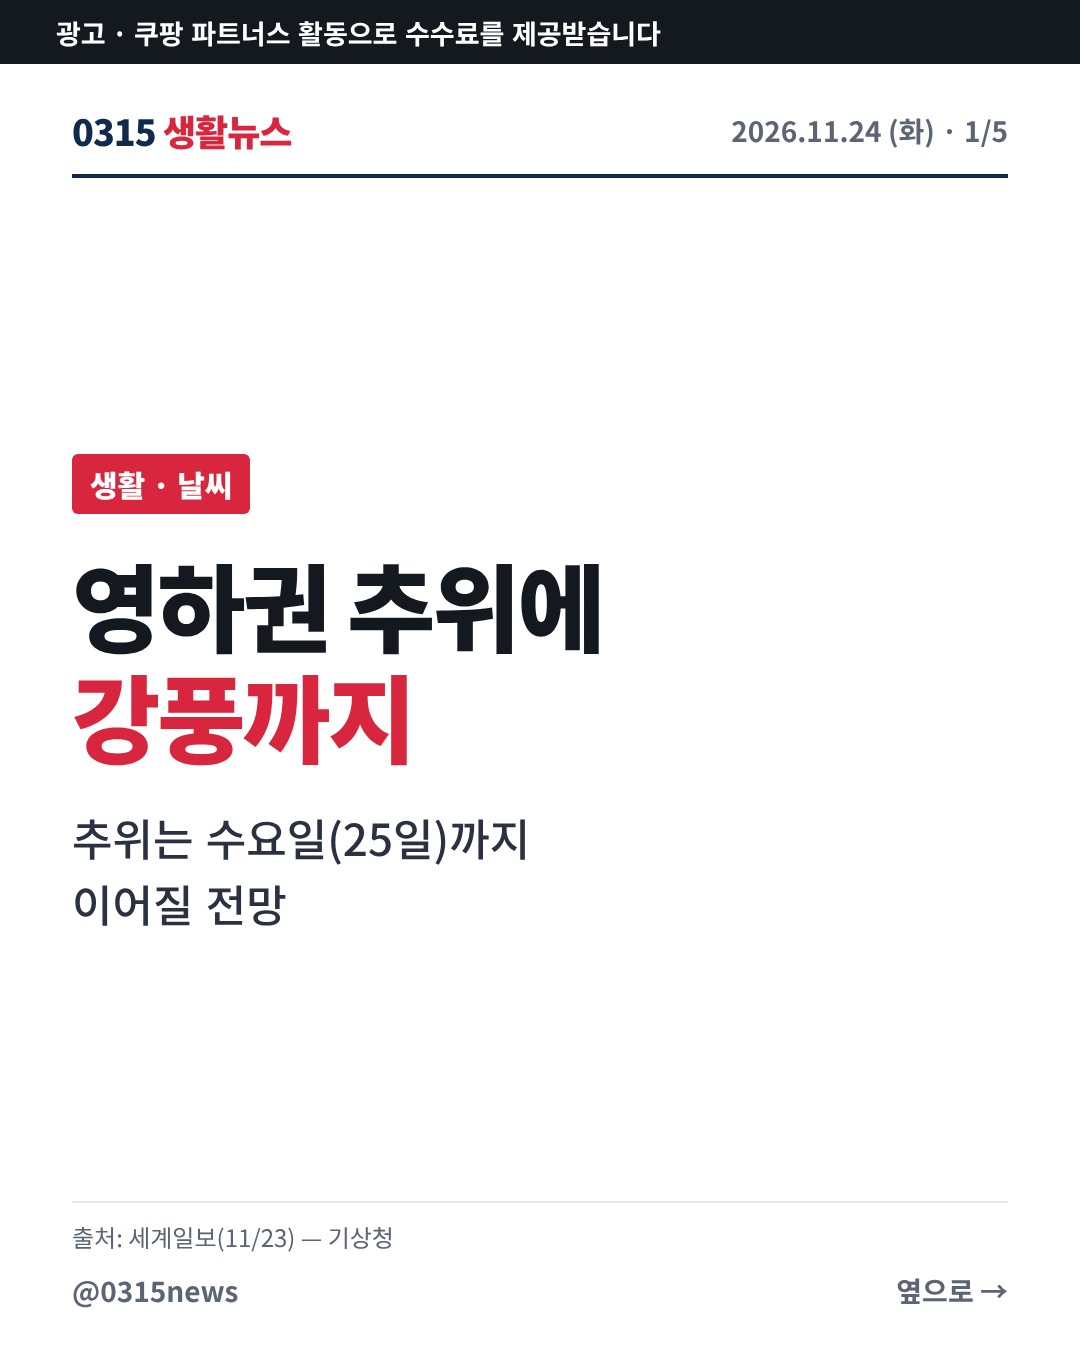 광고 · 쿠팡 파트너스 활동으로 수수료를 제공받습니다
0315 생활뉴스
2026.11.24 (화) · 1/5
생활 · 날씨
영하권 추위에
강풍까지
추위는 수요일(25일)까지
이어질 전망
출처: 세계일보(11/23) — 기상청
@0315news
옆으로 →